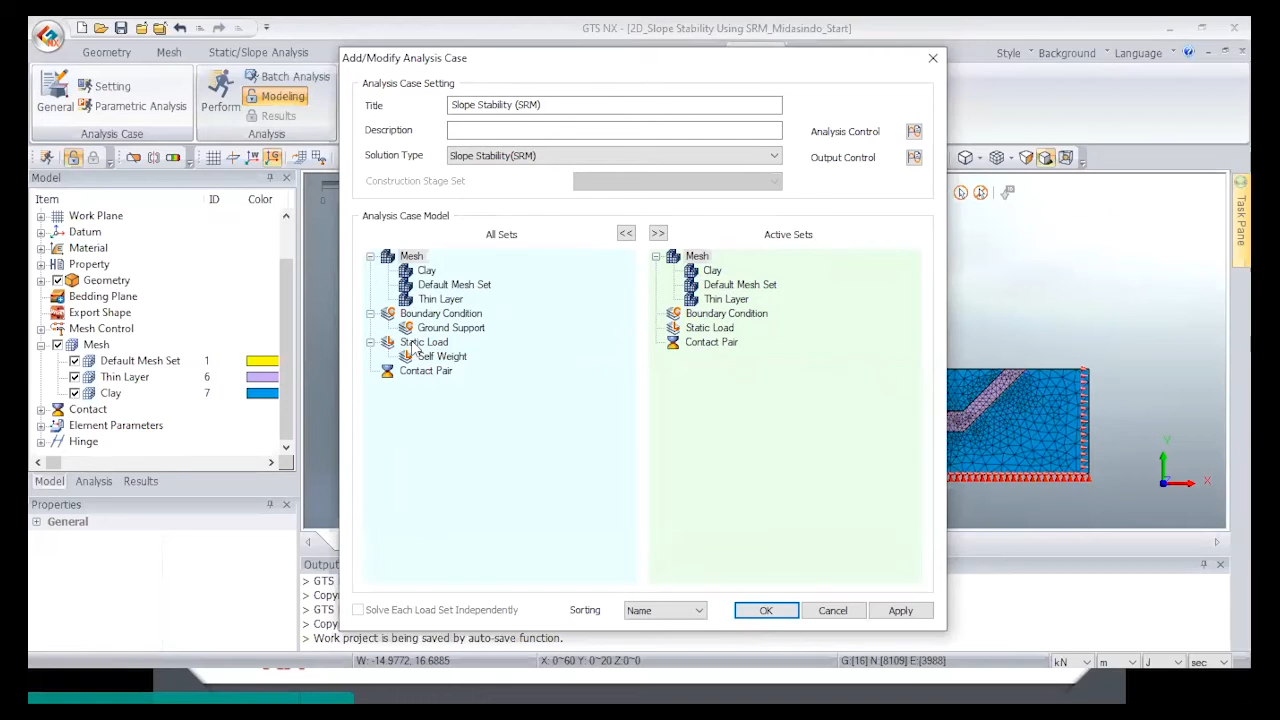 GTS NX - [2D_Slope Stability Using SRM_Midasindo_Start]
Geometry Mesh Static/Slope Analysis
Style Background Language
General
Setting
Parametric Analysis
Analysis Case
Perform
Batch Analysis
Modeling
Results
Analysis
Add/Modify Analysis Case
Analysis Case Setting
Title Slope Stability (SRM)
Description
Solution Type Slope Stability(SRM)
Construction Stage Set
Analysis Control
Output Control
Analysis Case Model
All Sets << >> Active Sets
Mesh
Clay
Default Mesh Set
Thin Layer
Boundary Condition
Ground Support
Static Load
Self Weight
Contact Pair
Mesh
Clay
Default Mesh Set
Thin Layer
Boundary Condition
Static Load
Contact Pair
Solve Each Load Set Independently
Sorting Name
OK Cancel Apply
Model
Item ID Color
Work Plane
Datums
Material
Property
Geometry
Bedding Plane
Export Shape
Mesh Control
Mesh
Default Mesh Set 1
Thin Layer 6
Clay 7
Contact
Element Parameters
Hinge
Model Analysis Results
Properties
General
Task Pane
0
Y
X
Output
> GTS
> Copy
> GTS
> Copy
> Work project is being saved by auto-save function.
W: -14.9772, 16.6885 X: 0~60 Y: 0~20 Z:0~0 G:[16] N:[8109] E:[3988] kN m J sec